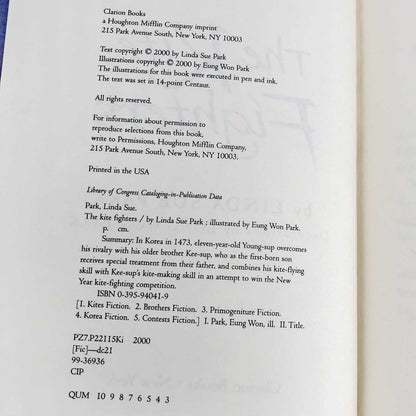 Clarion Books
a Houghton Mifflin Company imprint
215 Park Avenue South, New York, NY 10003
Text copyright © 2000 by Linda Sue Park
Illustrations copyright © 2000 by Eung Won Park
The illustrations for this book were executed in pen and ink.
The text was set in 14-point Centaur.
All rights reserved.
For information about permission to
reproduce selections from this book,
write to Permissions, Houghton Mifflin Company,
215 Park Avenue South, New York, NY 10003.
Printed in the USA
Library of Congress Cataloging-in-Publication Data
Park, Linda Sue.
The kite fighters / by Linda Sue Park ; illustrated by Eung Won Park.
p. cm.
Summary: In Korea in 1473, eleven-year-old Young-sup overcomes
his rivalry with his older brother Kee-sup, who as the first-born son
receives special treatment from their father, and combines his kite-flying
skill with Kee-sup's kite-making skill in an attempt to win the New
Year kite-fighting competition.
ISBN 0-395-94041-9
[1. Kites Fiction. 2. Brothers Fiction. 3. Primogeniture Fiction.
4. Korea Fiction. 5. Contests Fiction.] I. Park, Eung Won, ill. II. Title.
PZ7.P22115Ki 2000
[Fic]—dc21
99-36936
CIP
QUM 10 9 8 7 6 5 4 3